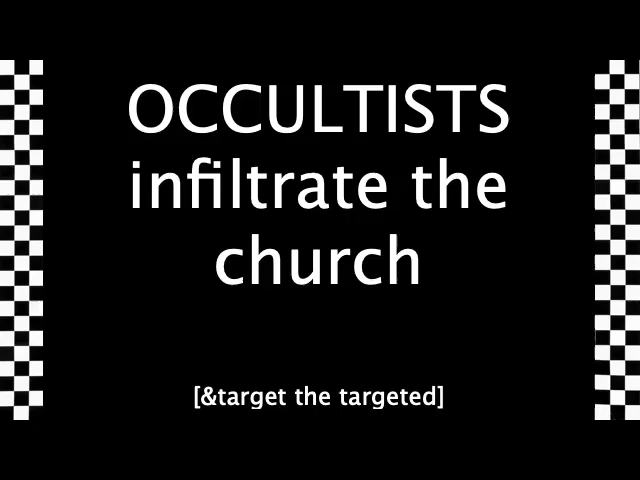 OCCULTISTS
infiltrate the
church
[&target the targeted]